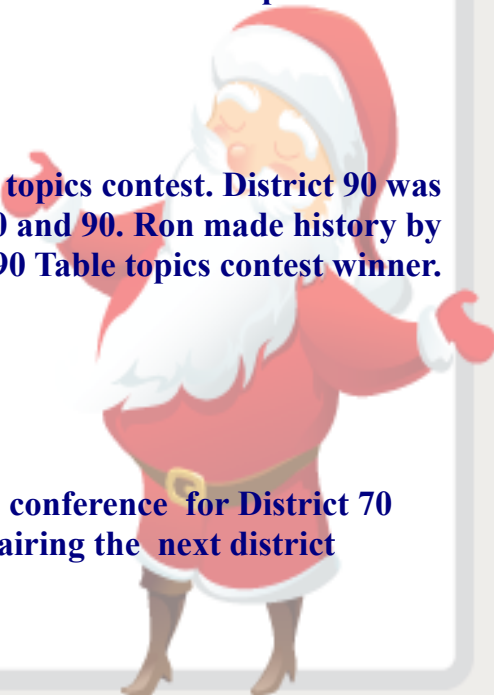 topics contest. District 90 was
0 and 90. Ron made history by
90 Table topics contest winner.
conference for District 70
airing the next district